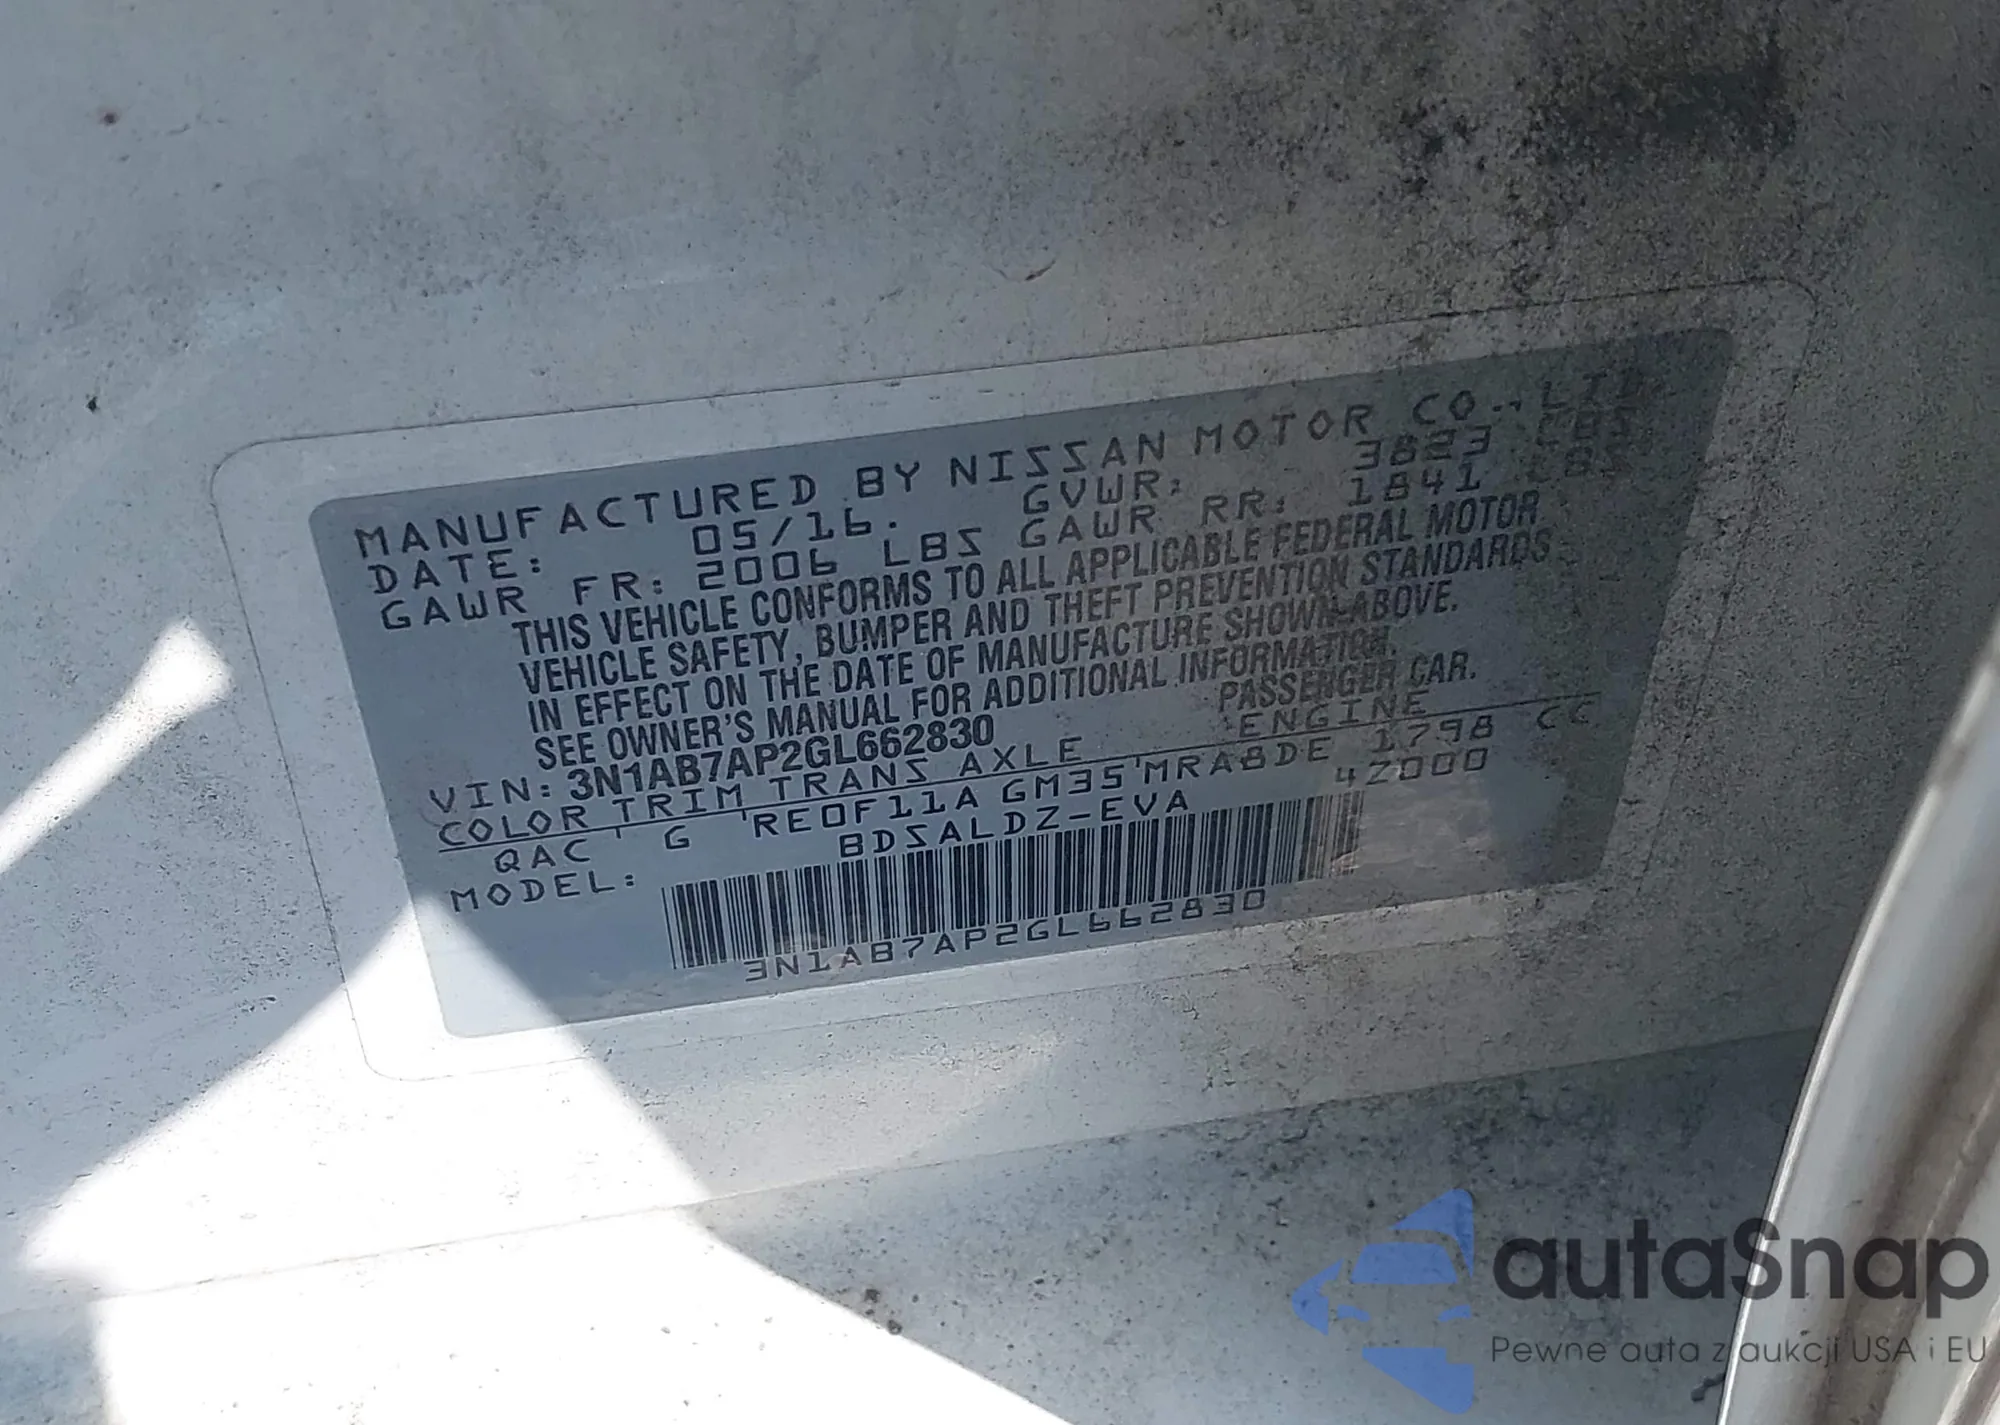 MANUFACTURED BY NISSAN MOTOR CO., LTD.
DATE: 05/16. GVWR: 3623 LBS
GAWR FR: 2006 LBS GAWR RR: 1841 LBS
THIS VEHICLE CONFORMS TO ALL APPLICABLE FEDERAL MOTOR
VEHICLE SAFETY, BUMPER AND THEFT PREVENTION STANDARDS
IN EFFECT ON THE DATE OF MANUFACTURE SHOWN ABOVE.
SEE OWNER'S MANUAL FOR ADDITIONAL INFORMATION.
VIN: 3N1AB7AP2GL662830 PASSENGER CAR.
COLOR TRIM TRANS AXLE ENGINE
QAC G RE0F11A GM35 MRA8DE 1798 CC
MODEL: BDSALDZ-EVA 4Z000
3N1AB7AP2GL662830
autaSnap
Pewne auta z aukcji USA i EU